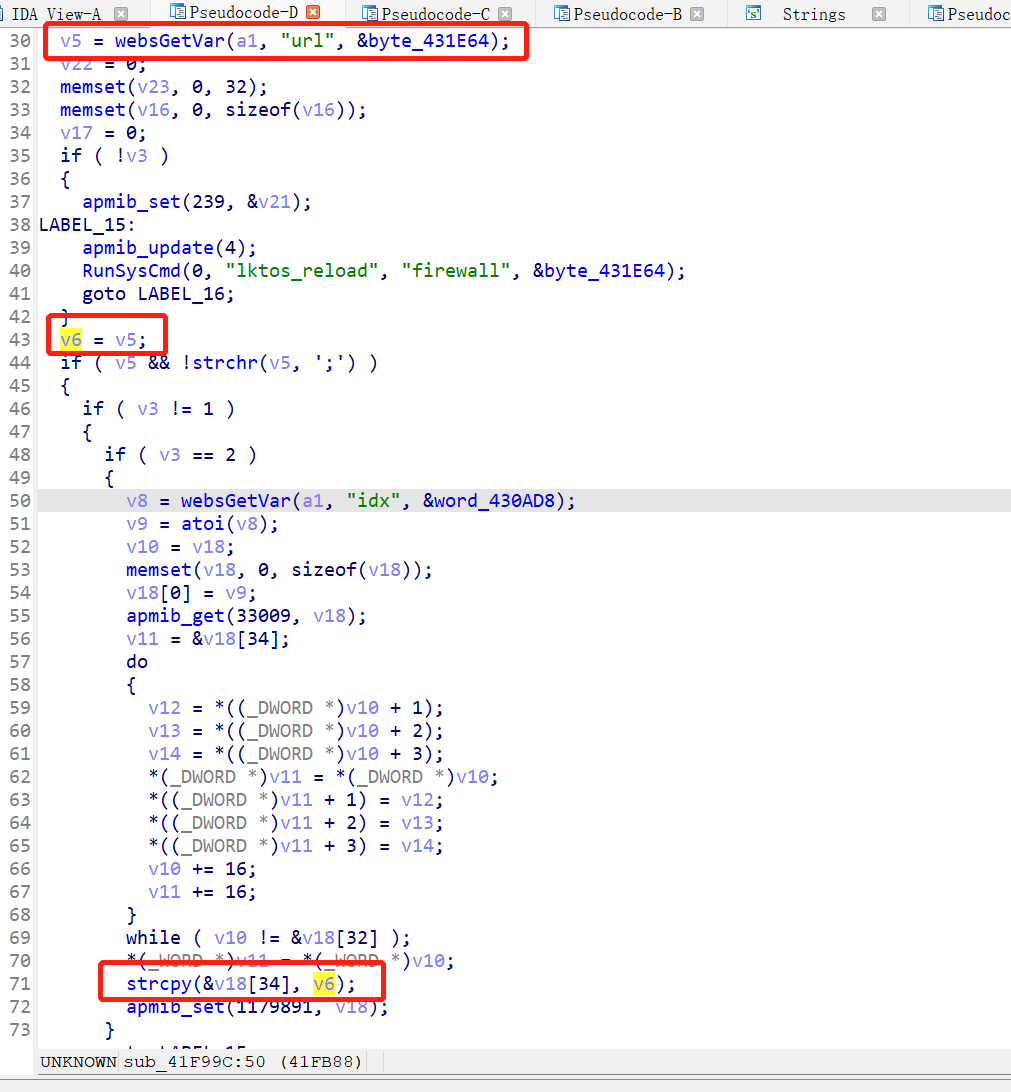 IDA View-A Pseudocode-D Pseudocode-C Pseudocode-B Strings Pseudoc
30 v5 = websGetVar(a1, "url", &byte_431E64);
31 v22 = 0;
32 memset(v23, 0, 32);
33 memset(v16, 0, sizeof(v16));
34 v17 = 0;
35 if ( !v3 )
36 {
37 apmib_set(239, &v21);
38 LABEL_15:
39 apmib_update(4);
40 RunSysCmd(0, "lktos_reload", "firewall", &byte_431E64);
41 goto LABEL_16;
42 }
43 v6 = v5;
44 if ( v5 && !strchr(v5, ';') )
45 {
46 if ( v3 != 1 )
47 {
48 if ( v3 == 2 )
49 {
50 v8 = websGetVar(a1, "idx", &word_430AD8);
51 v9 = atoi(v8);
52 v10 = v18;
53 memset(v18, 0, sizeof(v18));
54 v18[0] = v9;
55 apmib_get(33009, v18);
56 v11 = &v18[34];
57 do
58 {
59 v12 = *((_DWORD *)v10 + 1);
60 v13 = *((_DWORD *)v10 + 2);
61 v14 = *((_DWORD *)v10 + 3);
62 *(_DWORD *)v11 = *(_DWORD *)v10;
63 *((_DWORD *)v11 + 1) = v12;
64 *((_DWORD *)v11 + 2) = v13;
65 *((_DWORD *)v11 + 3) = v14;
66 v10 += 16;
67 v11 += 16;
68 }
69 while ( v10 != &v18[32] );
70 *(_WORD *)v11 = *(_WORD *)v10;
71 strcpy(&v18[34], v6);
72 apmib_set(1179891, v18);
73 }
UNKNOWN sub_41F99C:50 (41FB88)